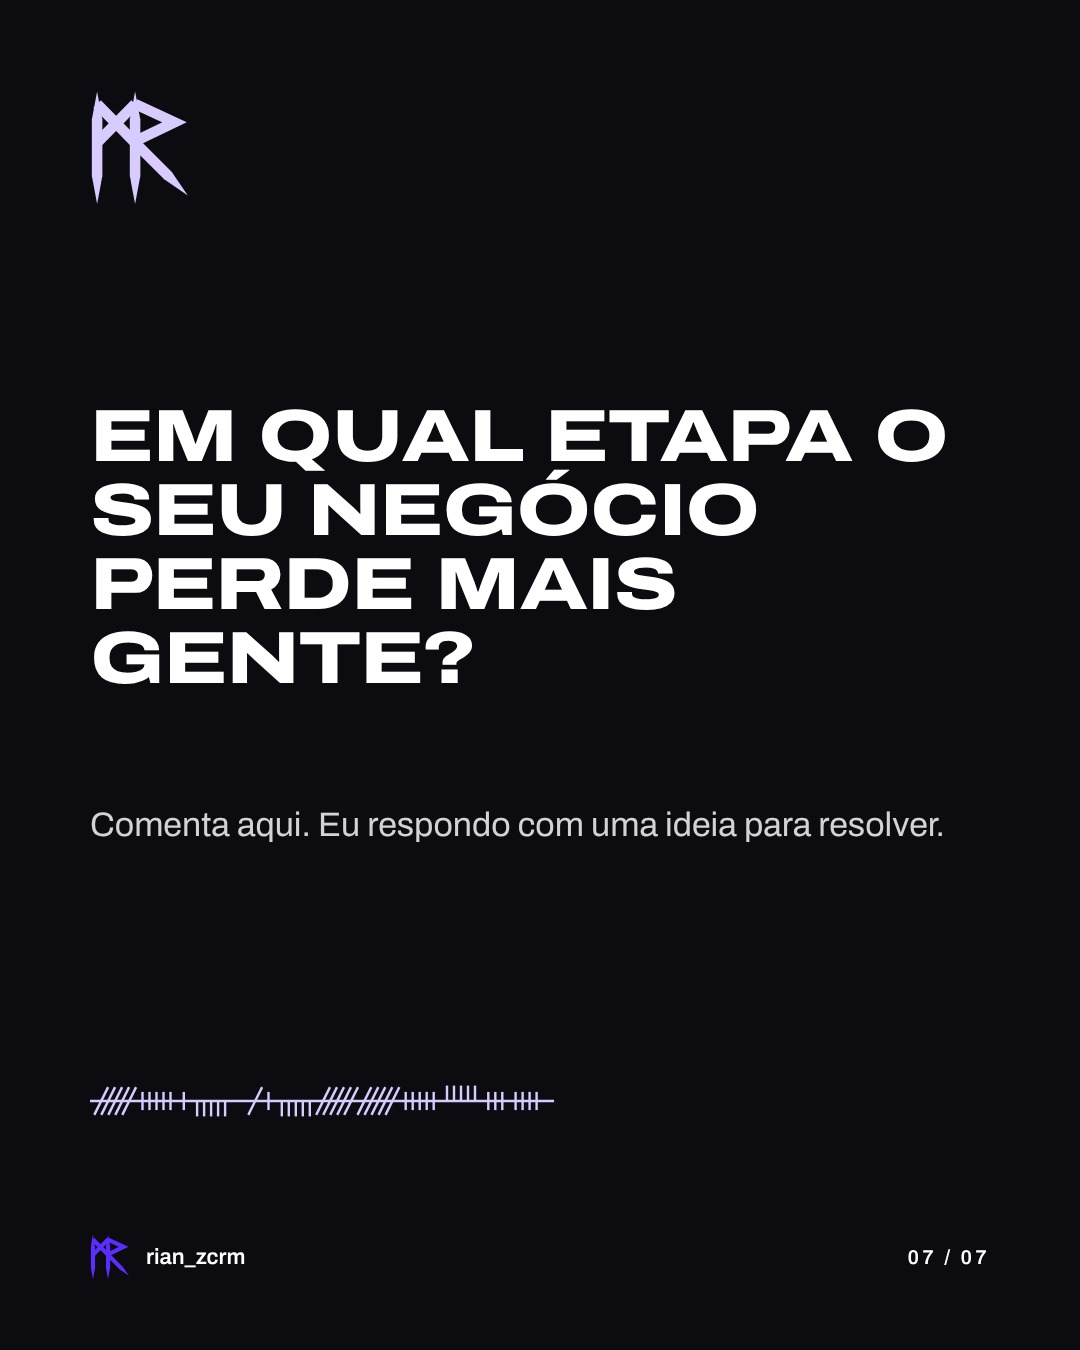 EM QUAL ETAPA O
SEU NEGÓCIO
PERDE MAIS
GENTE?
Comenta aqui. Eu respondo com uma ideia para resolver.
rian_zcrm
07 / 07